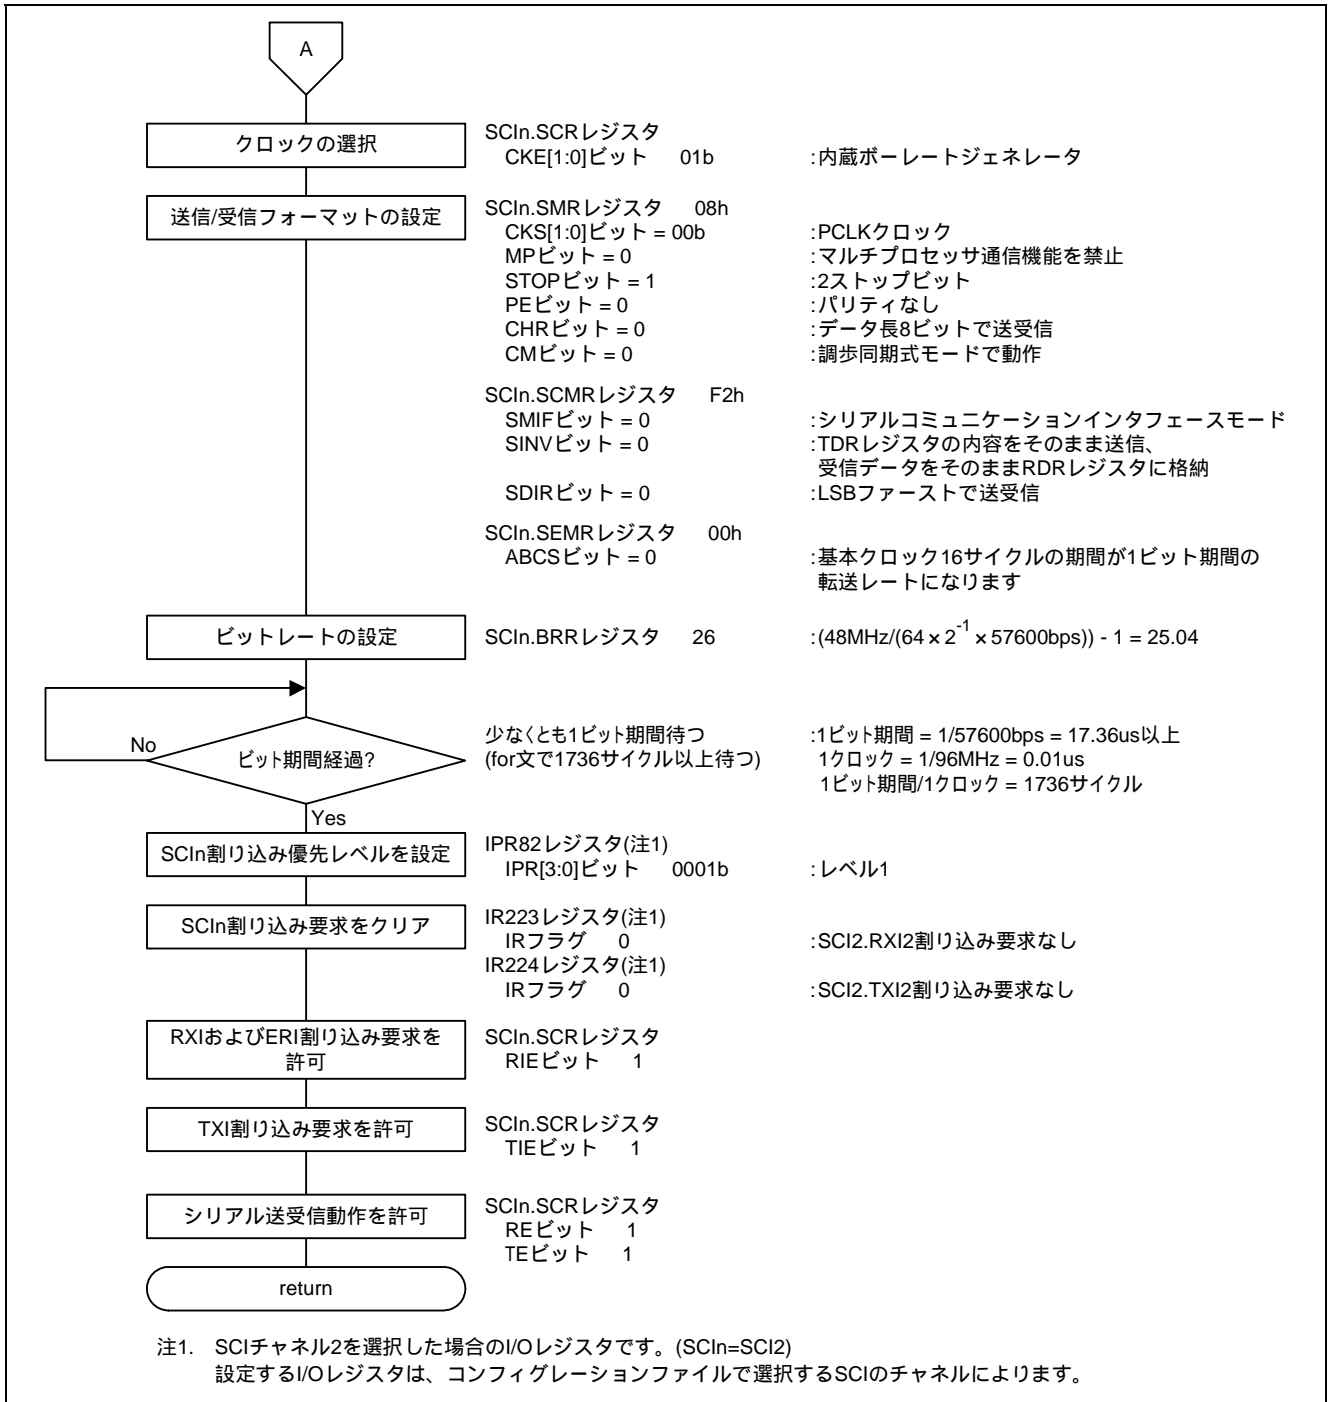 A
クロックの選択
SCIn.SCRレジスタ
CKE[1:0]ビット 01b :内蔵ボーレートジェネレータ
送信/受信フォーマットの設定
SCIn.SMRレジスタ 08h
CKS[1:0]ビット = 00b :PCLKクロック
MPビット = 0 :マルチプロセッサ通信機能を禁止
STOPビット = 1 :2ストップビット
PEビット = 0 :パリティなし
CHRビット = 0 :データ長8ビットで送受信
CMビット = 0 :調歩同期式モードで動作
SCIn.SCMRレジスタ F2h
SMIFビット = 0 :シリアルコミュニケーションインタフェースモード
SINVビット = 0 :TDRレジスタの内容をそのまま送信、
受信データをそのままRDRレジスタに格納
SDIRビット = 0 :LSBファーストで送受信
SCIn.SEMRレジスタ 00h
ABCSビット = 0 :基本クロック16サイクルの期間が1ビット期間の
転送レートになります
ビットレートの設定
SCIn.BRRレジスタ 26 :(48MHz/(64×2^-1×57600bps)) - 1 = 25.04
No
ビット期間経過?
Yes
少なくとも1ビット期間待つ :1ビット期間 = 1/57600bps = 17.36us以上
(for文で1736サイクル以上待つ) 1クロック = 1/96MHz = 0.01us
1ビット期間/1クロック = 1736サイクル
SCIn割り込み優先レベルを設定
IPR82レジスタ(注1)
IPR[3:0]ビット 0001b :レベル1
SCIn割り込み要求をクリア
IR223レジスタ(注1)
IRフラグ 0 :SCI2.RXI2割り込み要求なし
IR224レジスタ(注1)
IRフラグ 0 :SCI2.TXI2割り込み要求なし
RXIおよびERI割り込み要求を
許可
SCIn.SCRレジスタ
RIEビット 1
TXI割り込み要求を許可
SCIn.SCRレジスタ
TIEビット 1
シリアル送受信動作を許可
SCIn.SCRレジスタ
REビット 1
TEビット 1
return
注1. SCIチャネル2を選択した場合のI/Oレジスタです。(SCIn=SCI2)
設定するI/Oレジスタは、コンフィグレーションファイルで選択するSCIのチャネルによります。